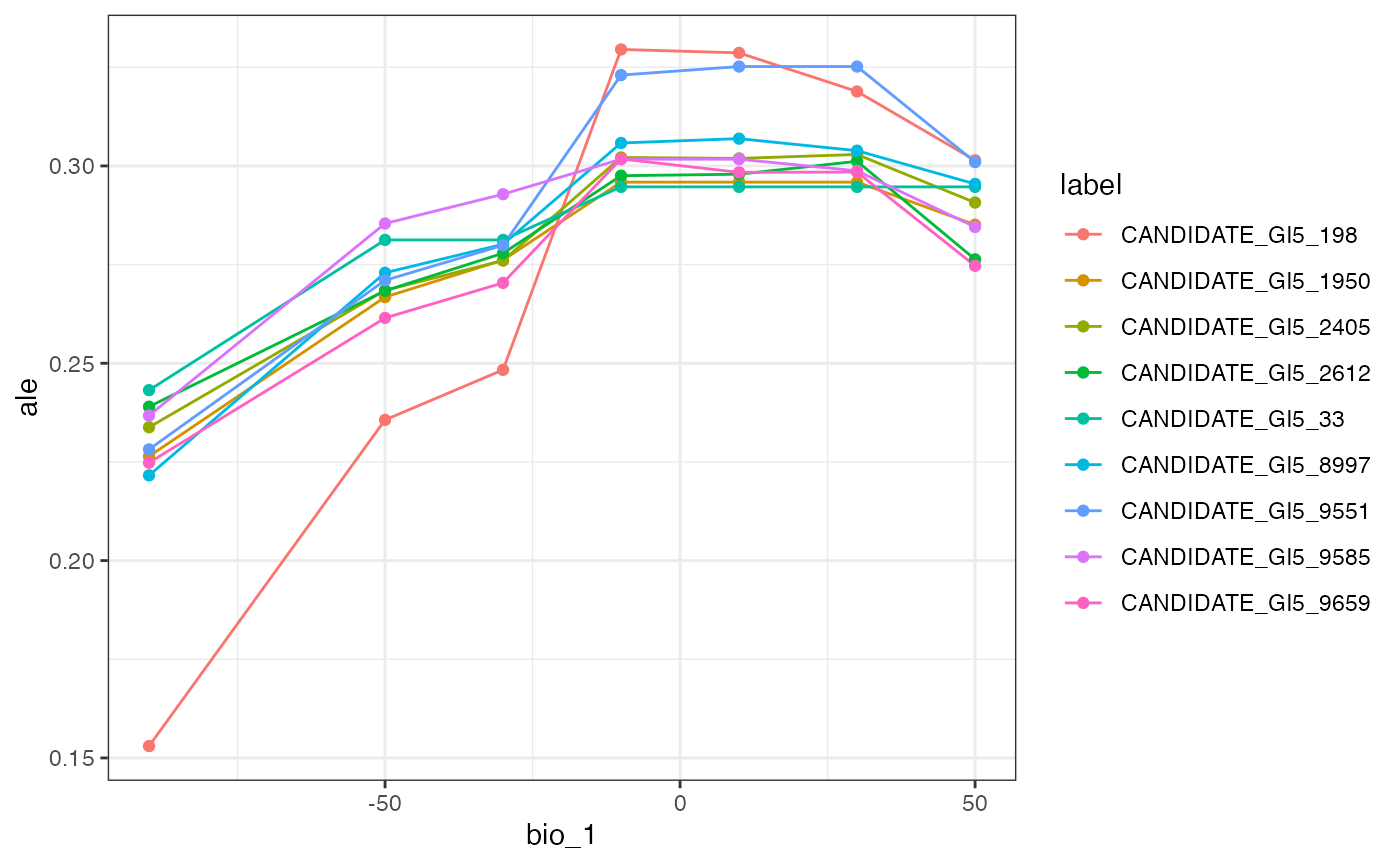 0.30
0.25
0.20
0.15
ale
-50
0
50
bio_1
label
CANDIDATE_GI5_198
CANDIDATE_GI5_1950
CANDIDATE_GI5_2405
CANDIDATE_GI5_2612
CANDIDATE_GI5_33
CANDIDATE_GI5_8997
CANDIDATE_GI5_9551
CANDIDATE_GI5_9585
CANDIDATE_GI5_9659